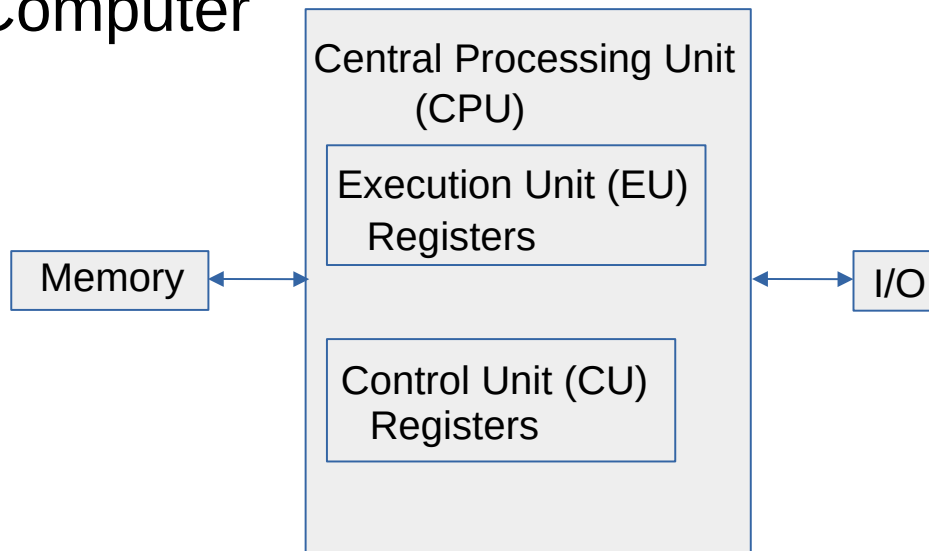 Computer
Central Processing Unit
(CPU)
Execution Unit (EU)
Registers
Memory
I/O
Control Unit (CU)
Registers